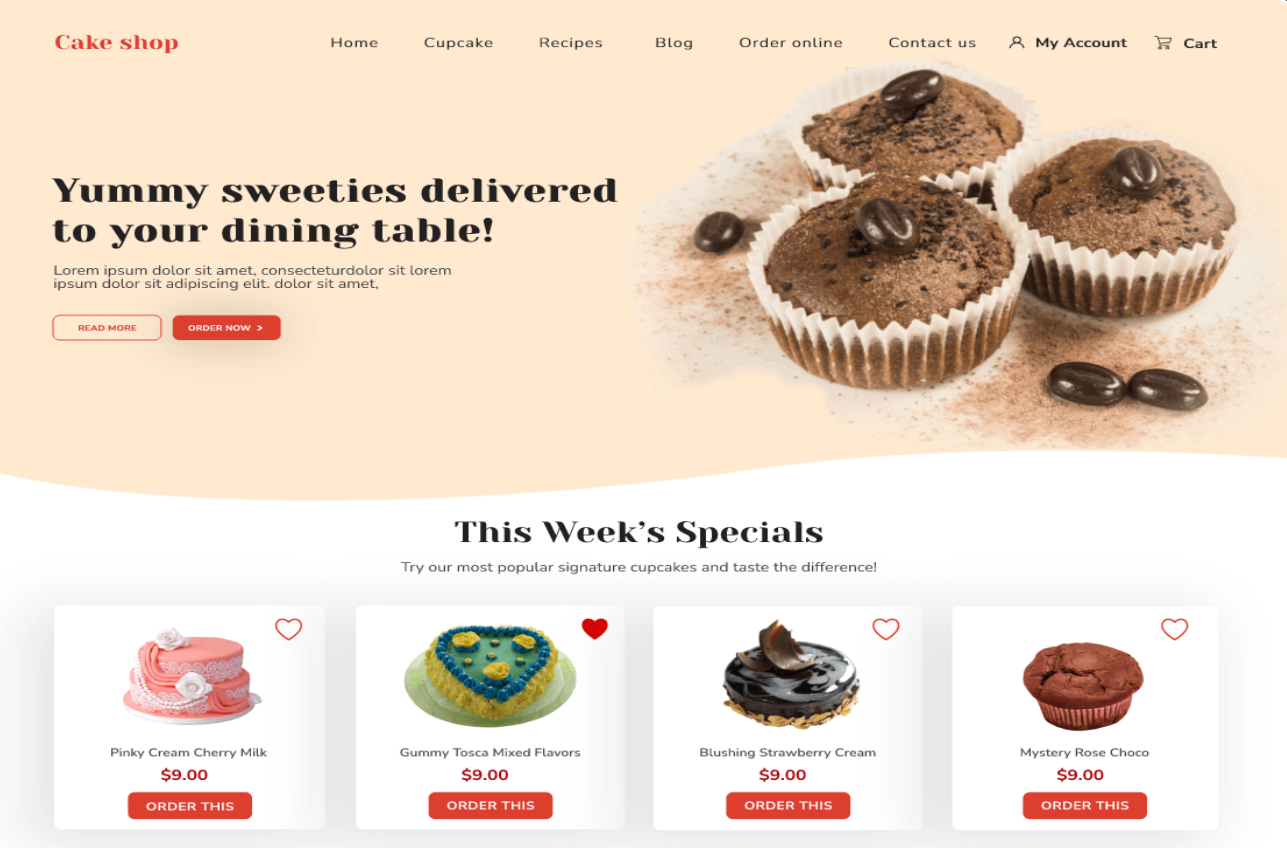 Cake shop
Home Cupcake Recipes Blog Order online Contact us My Account Cart
Yummy sweeties delivered
to your dining table!
Lorem ipsum dolor sit amet, consecteturdolor sit lorem
ipsum dolor sit adipiscing elit. dolor sit amet,
READ MORE ORDER NOW >
This Week’s Specials
Try our most popular signature cupcakes and taste the difference!
Pinky Cream Cherry Milk
$9.00
ORDER THIS
Gummy Tosca Mixed Flavors
$9.00
ORDER THIS
Blushing Strawberry Cream
$9.00
ORDER THIS
Mystery Rose Choco
$9.00
ORDER THIS